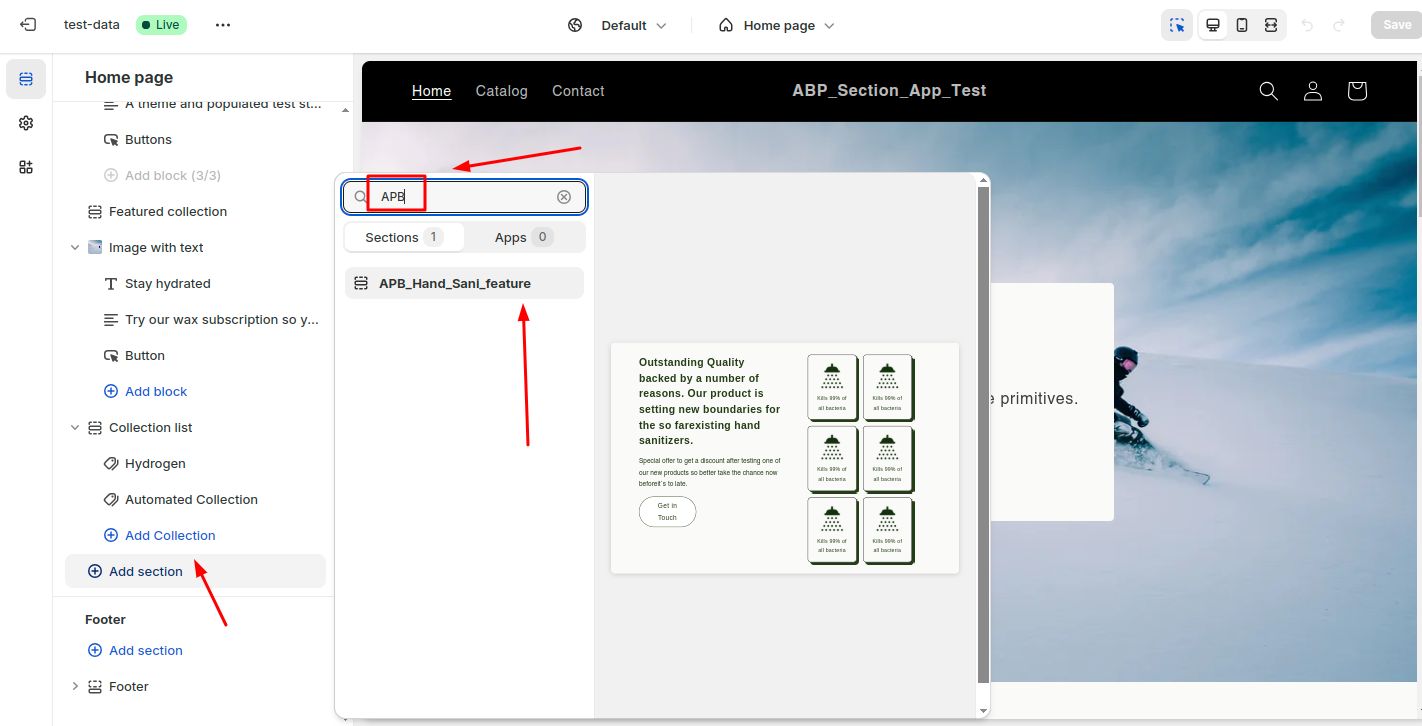 test-data
Live
Default
Home page
Save
Home page
A theme and populated test st...
Buttons
Add block (3/3)
Featured collection
Image with text
Stay hydrated
Try our wax subscription so y...
Button
Add block
Collection list
Hydrogen
Automated Collection
Add Collection
Add section
Footer
Add section
Footer
APB
Sections 1
Apps 0
APB_Hand_Sani_feature
Outstanding Quality
backed by a number of
reasons. Our product is
setting new boundaries for
the so farexisting hand
sanitizers.
Special offer to get a discount after testing one of
our new products so better take the chance now
beforeit's to late.
Get in
Touch
Kills 99% of
all bacteria
Kills 99% of
all bacteria
Kills 99% of
all bacteria
Kills 99% of
all bacteria
Kills 99% of
all bacteria
Kills 99% of
all bacteria
Home
Catalog
Contact
ABP_Section_App_Test
primitives.